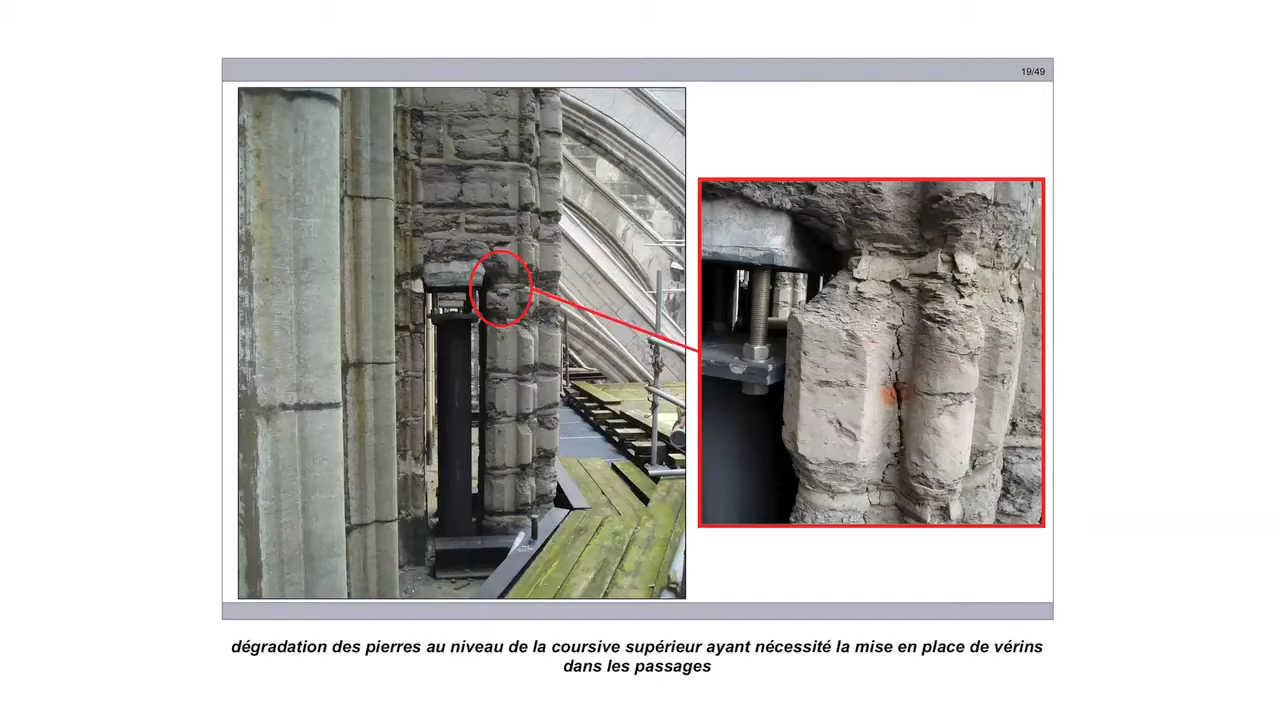 19/49
dégradation des pierres au niveau de la coursive supérieur ayant nécessité la mise en place de vérins
dans les passages